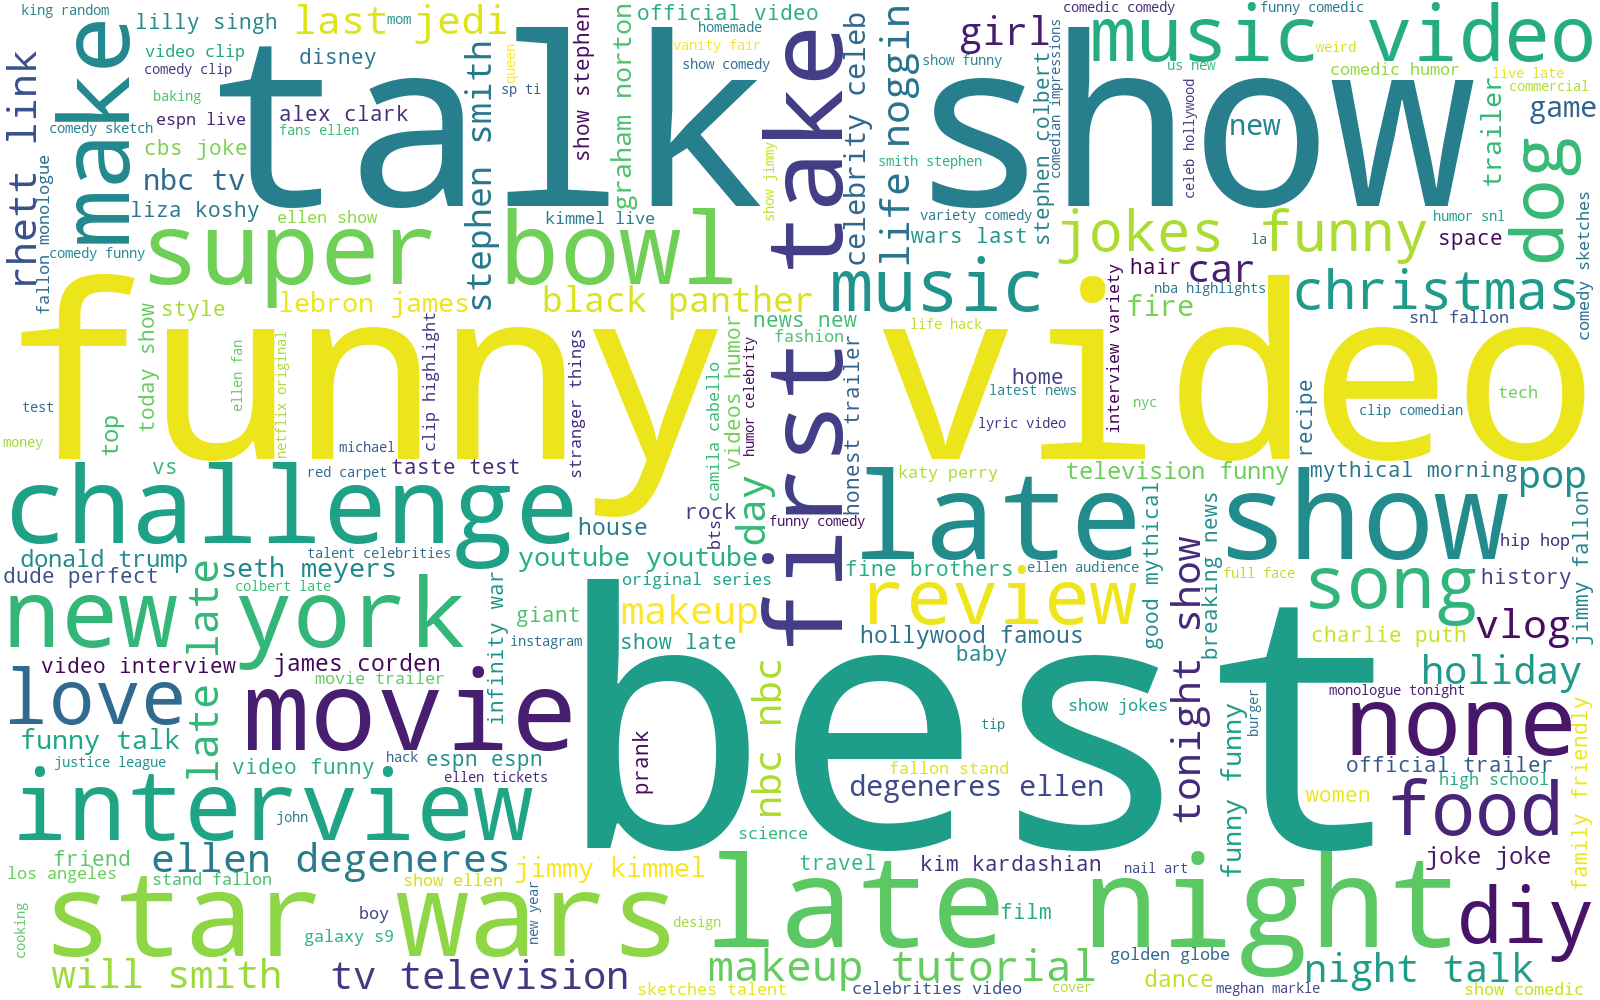 king random
mom
last jedi
official video
homemade
comedic comedy
funny comedic
lilly singh
girl
music video
make
talk show
video clip
disney
comedy clip
rhett link
stephen smith
queen
sp ti
show stephen
graham norton
vanity fair
show comedy
take
first
celebrity celeb
life noggin
show funny
comedian impressions
stephen colbert
us new
weird
comedic humor
live late
commercial
baking
espn live
alex clark
comedy sketch
fans ellen
cbs joke
nbc tv
liza koshy
show jimmy
smith stephen
celeb hollywood
new
trailer
game
dog
fallon monologue
ellen show
kimmel live
variety comedy
wars last
jokes funny
humor snl
space
la
comedy sketches
comedy funny
super bowl
hair
car
style
lebron james
black panther
music
nba highlights
christmas
fire
snl fallon
today show
ellen fan
netflix original
clip highlight
stranger things
news new
fashion
videos humor
humor celebrity
camila cabello
honest trailer
life hack
interview variety
funny video
home
latest news
nyc
lyric video
test
money
top
michael
recipe
clip comedian
tech
vs
red carpet
taste test
katy perry
television funny
mythical morning
pop
challenge
late show
day
rock
bts
house
funny comedy
good mythical
breaking news
hip hop
jimmy fallon
donald trump
talent celebrities
youtube youtube
dude perfect
seth meyers
colbert late
original series
fine brothers
ellen audience
full face
history
new york
late late
infinity war
giant
makeup
review
song
instagram
show late
hollywood famous
tonight show
charlie puth
vlog
baby
video interview
james corden
movie trailer
holiday
love
movie
best
nbc nbc
monologue tonight
none
show jokes
burger
funny talk
prank
tip
funny funny
family friendly
justice league
video funny
hack
espn espn
ellen tickets
fallon stand
official trailer
high school
interview
degeneres ellen
women
food
john
science
friend
ellen degeneres
jimmy kimmel
travel
kim kardashian
nail art
joke joke
los angeles
stand fallon
show ellen
star wars
late night
diy
cooking
boy
new year
film
design
galaxy s9
golden globe
will smith
tv television
makeup tutorial
dance
night talk
sketches talent
celebrities video
cover
meghan markle
show comedic